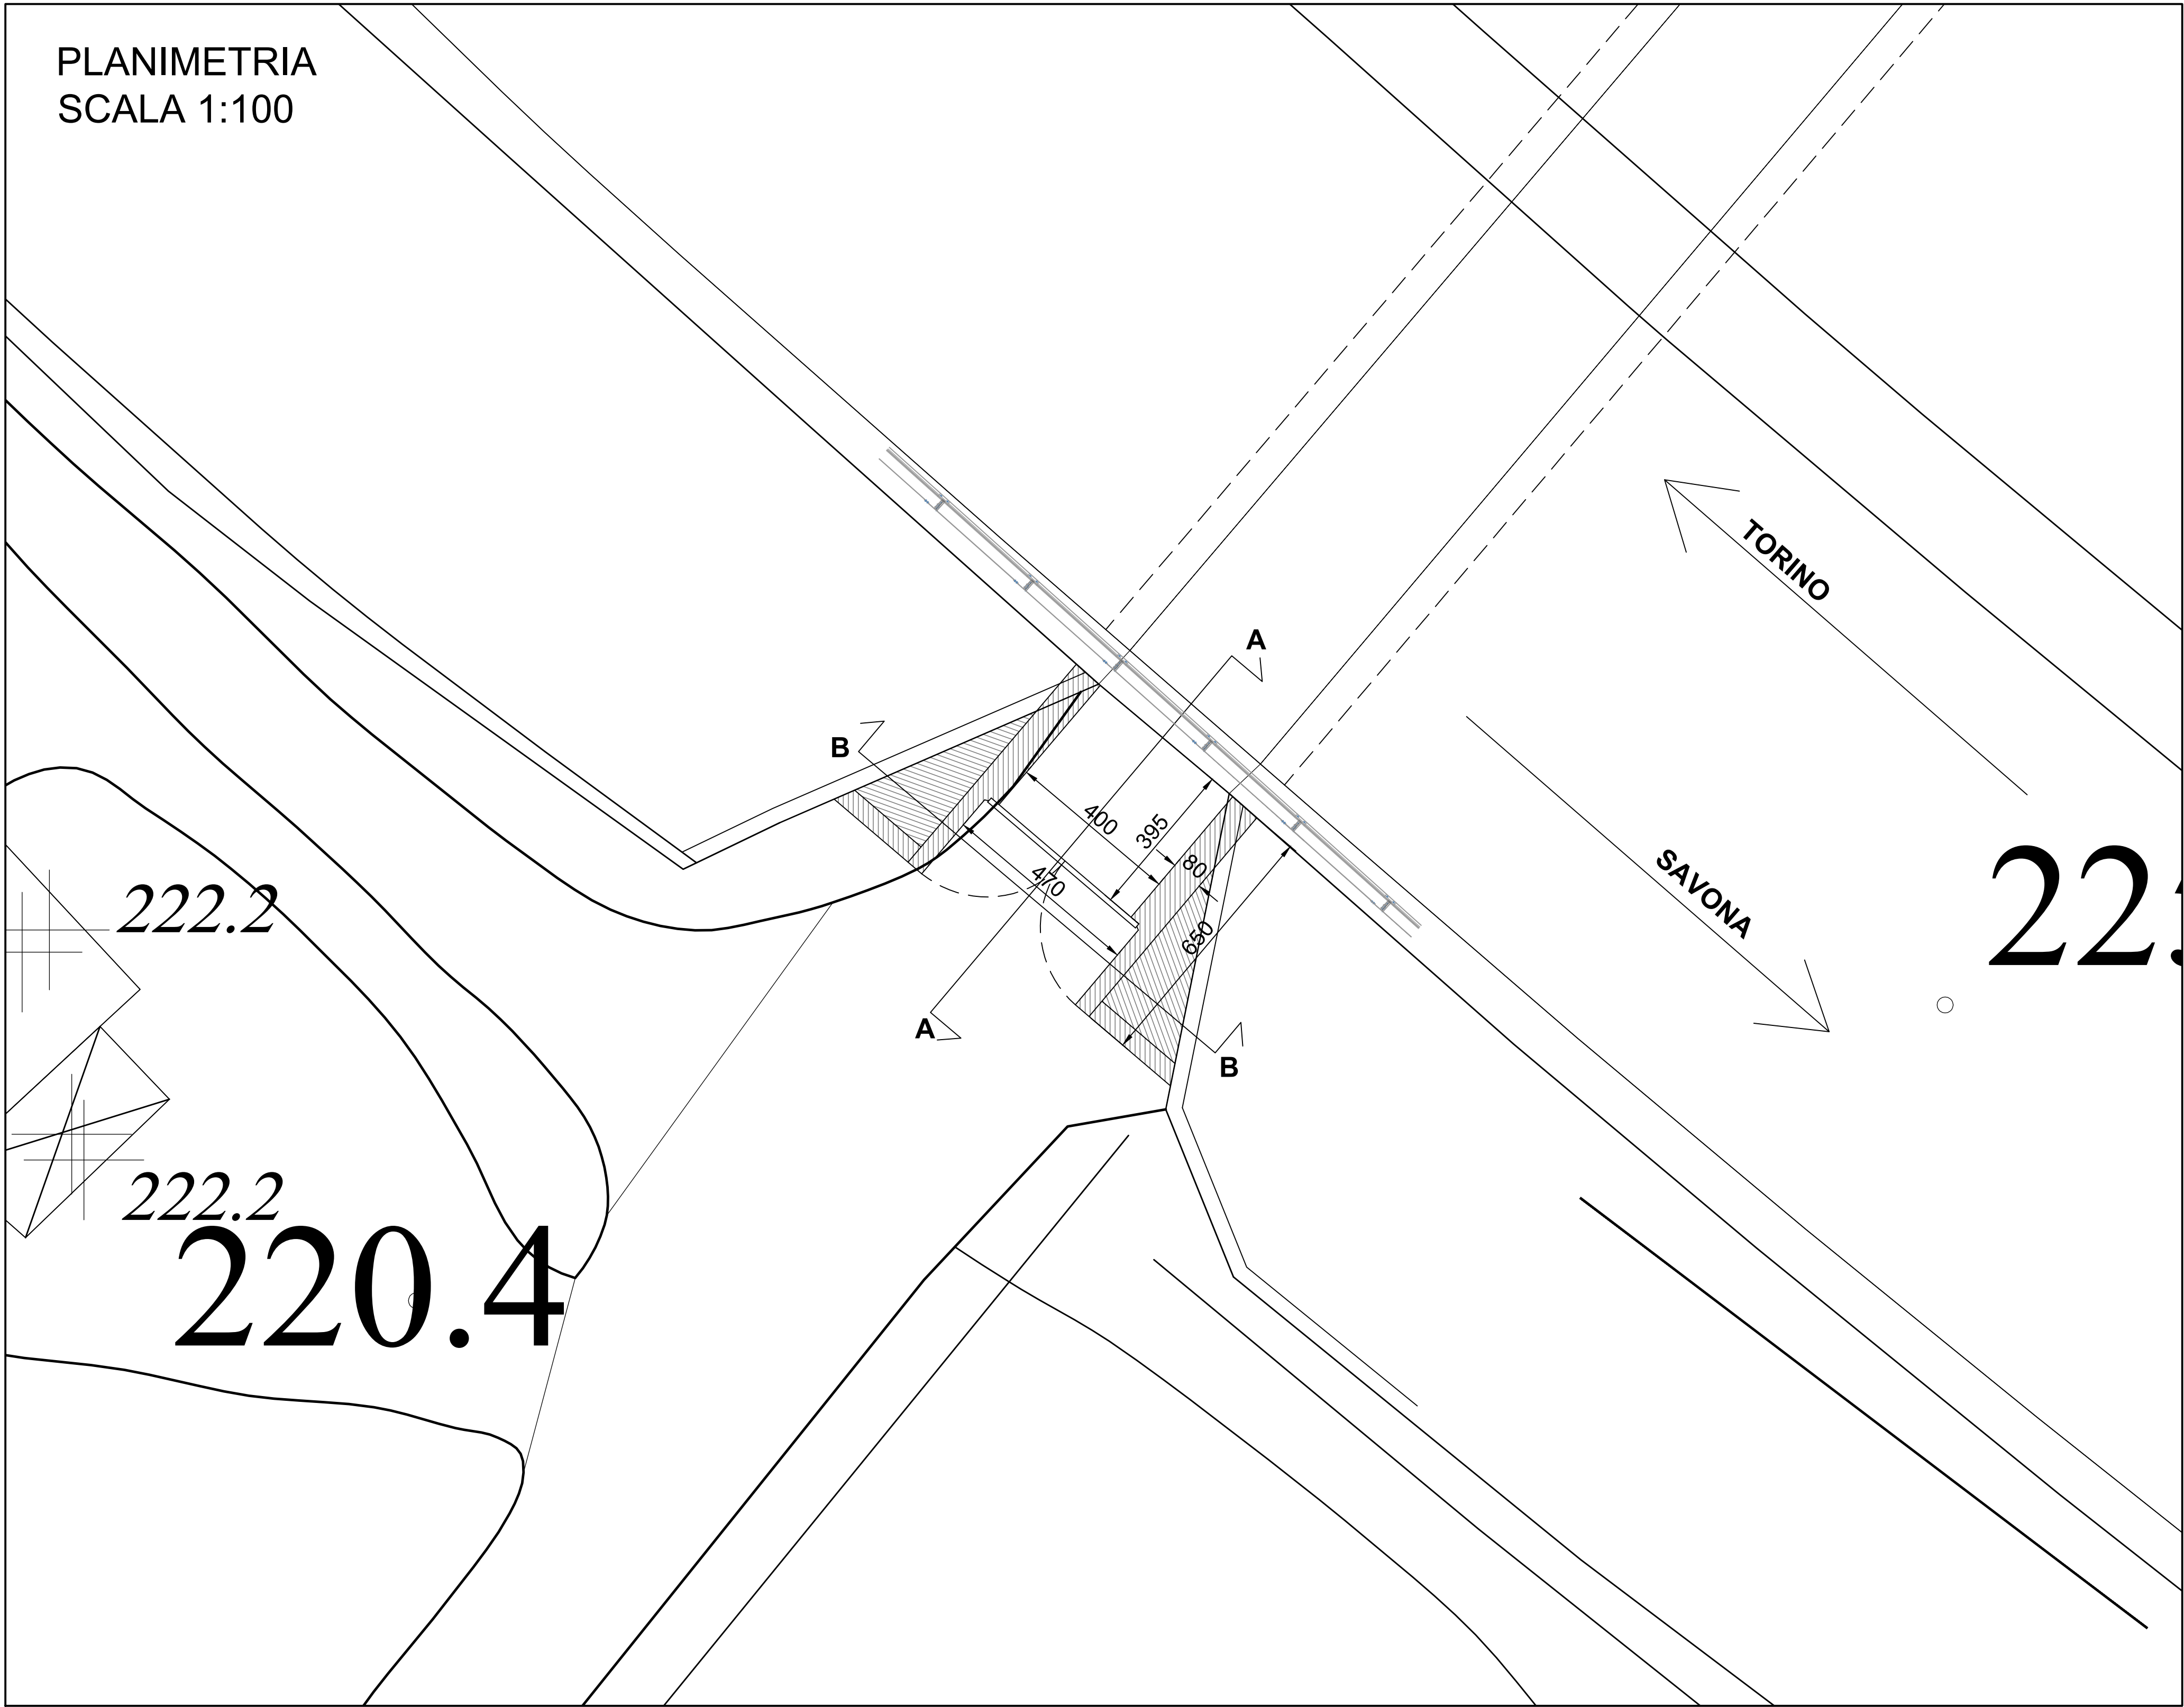 PLANIMETRIA
SCALA 1:100
TORINO
A
B
400
395
80
470
650
SAVONA
222.2
A
B
222.2
220.4